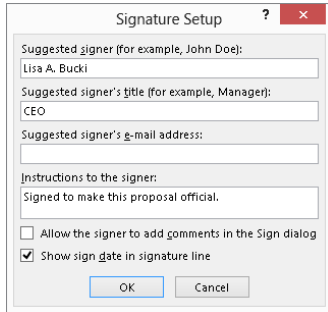 Signature Setup ? ×
Suggested signer (for example, John Doe):
Lisa A. Bucki
Suggested signer's title (for example, Manager):
CEO
Suggested signer's e-mail address:
Instructions to the signer:
Signed to make this proposal official.
Allow the signer to add comments in the Sign dialog
Show sign date in signature line
OK Cancel